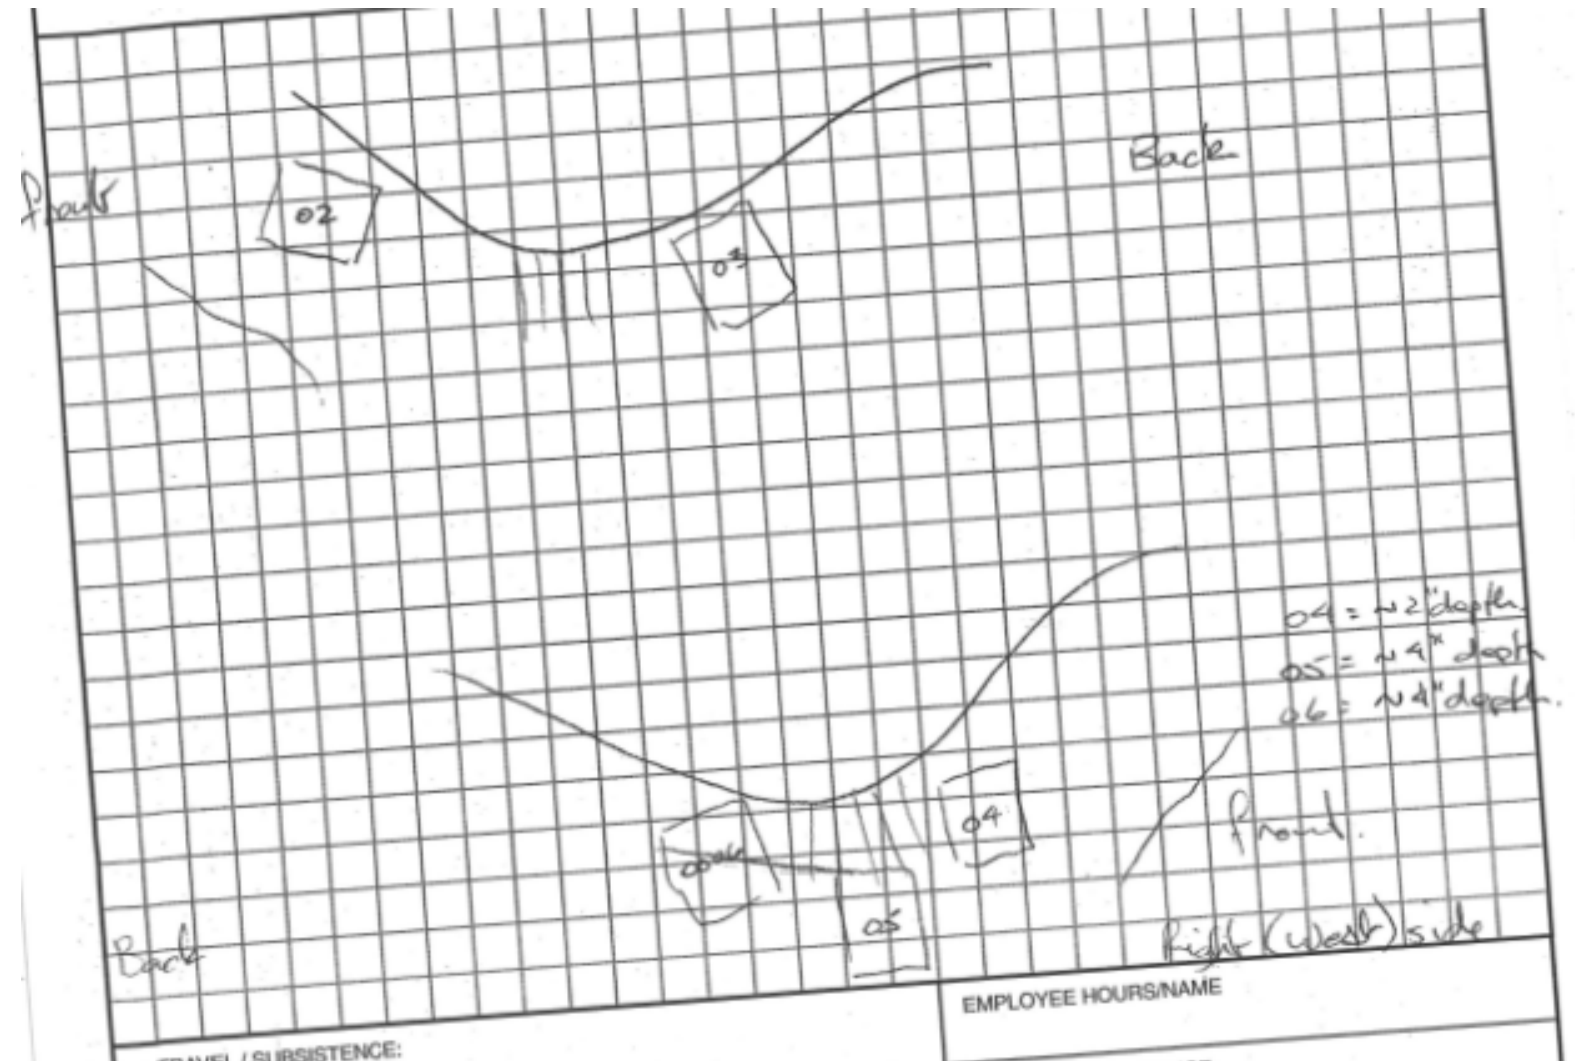 Back
Front
02
03
04 = ~2" depth.
05 = ~4" depth
06 = ~4" depth.
04
Front.
06
05
Back
Right (West) side
EMPLOYEE HOURS/NAME
TRAVEL / SUBSISTENCE: